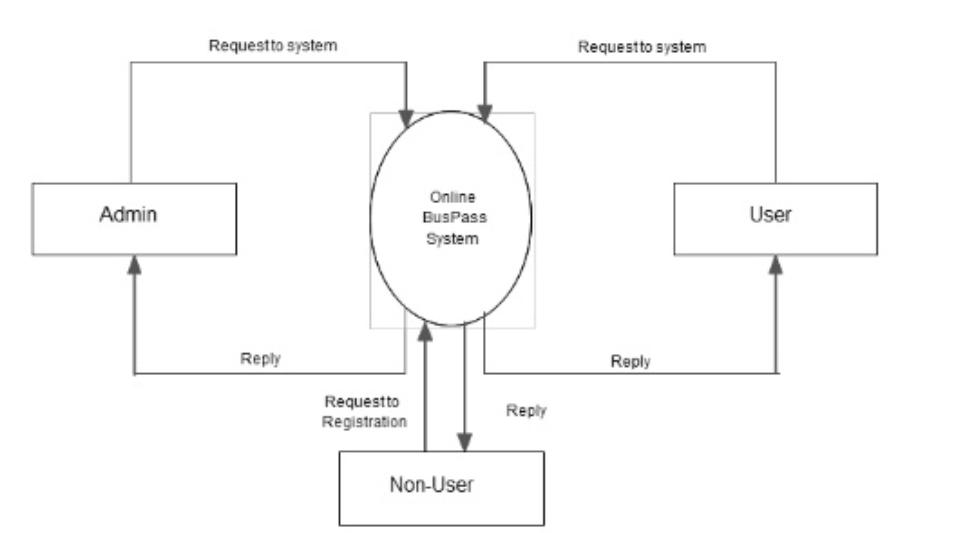 Request to system
Request to system
Online
BusPass
System
Admin
User
Reply
Reply
Request to
Registration
Reply
Non-User